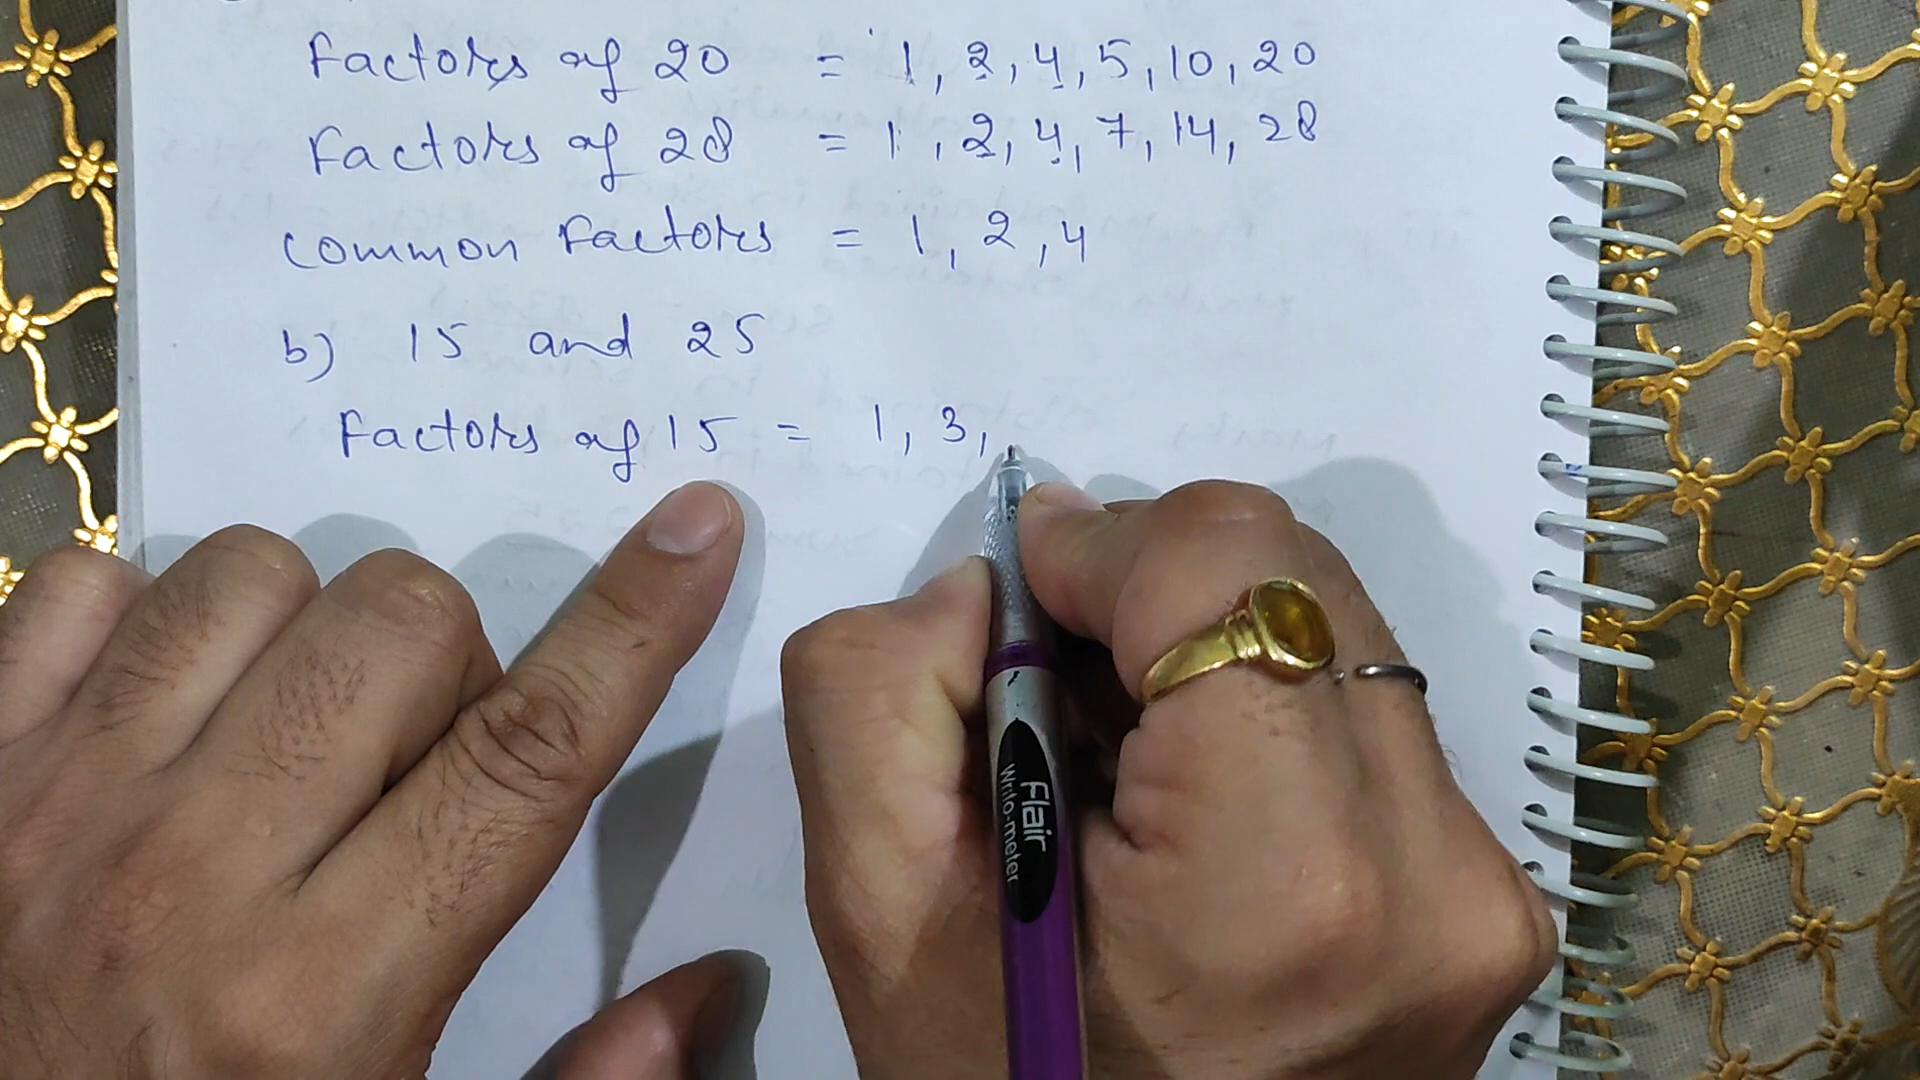 Factors of 20 = 1, 2, 4, 5, 10, 20
Factors of 28 = 1, 2, 4, 7, 14, 28
Common Factors = 1, 2, 4
b) 15 and 25
Factors of 15 = 1, 3,
Flair
Writo-meter